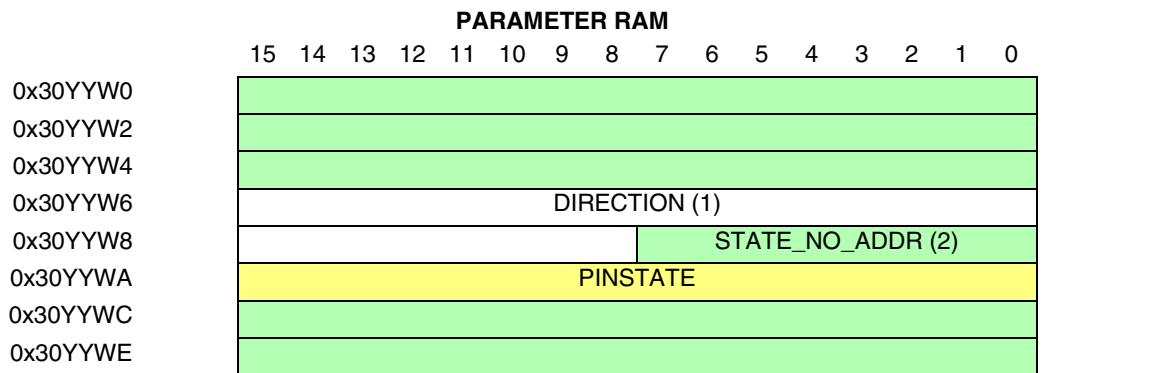 PARAMETER RAM
15 14 13 12 11 10 9 8 7 6 5 4 3 2 1 0
0x30YYW0
0x30YYW2
0x30YYW4
0x30YYW6 DIRECTION (1)
0x30YYW8 STATE_NO_ADDR (2)
0x30YYWA PINSTATE
0x30YYWC
0x30YYWE